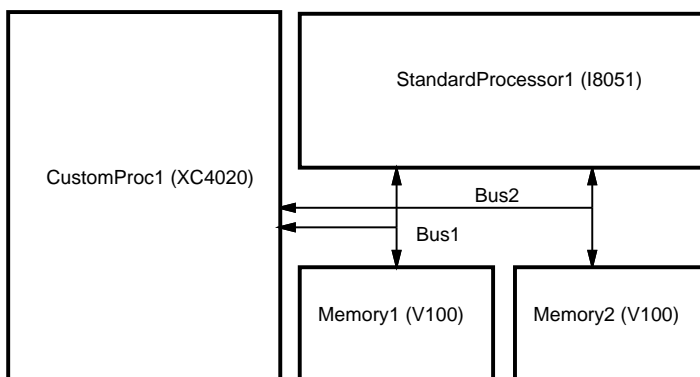 StandardProcessor1 (I8051)
CustomProc1 (XC4020)
Bus2
Bus1
Memory1 (V100)
Memory2 (V100)